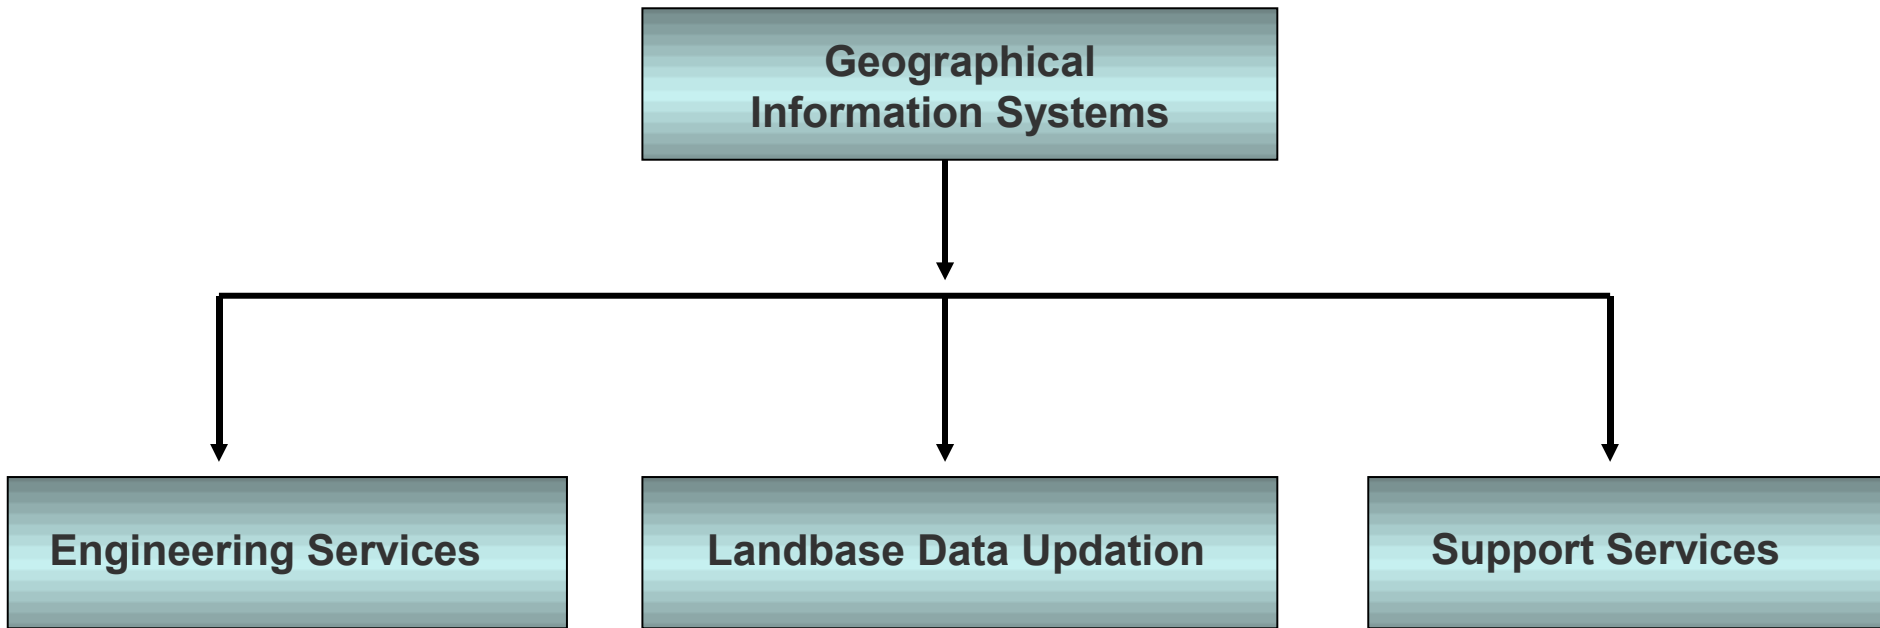 Geographical
Information Systems
Engineering Services
Landbase Data Updation
Support Services